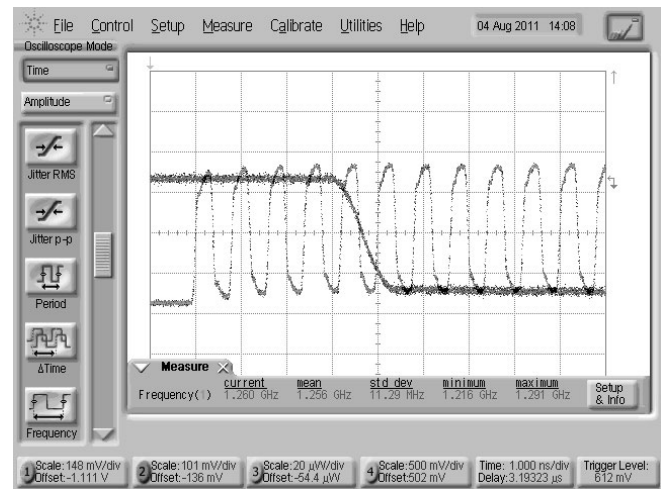 File Control Setup Measure Calibrate Utilities Help 04 Aug 2011 14:08
Oscilloscope Mode
Time
Amplitude
Jitter RMS
Jitter p-p
Period
ΔTime
Frequency
Measure
current mean std dev minimum maximum
Frequency(1) 1.260 GHz 1.256 GHz 11.29 MHz 1.216 GHz 1.291 GHz
Setup
& Info
1 Scale:148 mV/div
Offset:-1.111 V
2 Scale:101 mV/div
Offset:-136 mV
3 Scale:20 µW/div
Offset:-54.4 µW
4 Scale:500 mV/div
Offset:502 mV
Time: 1.000 ns/div
Delay:3.19323 µs
Trigger Level:
612 mV